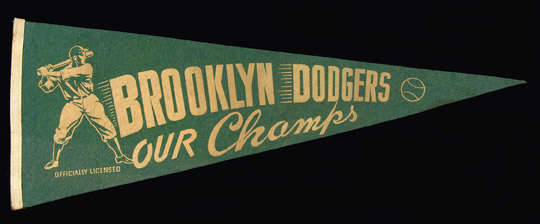 BROOKLYN DODGERS
OUR Champs
OFFICIALLY LICENSED